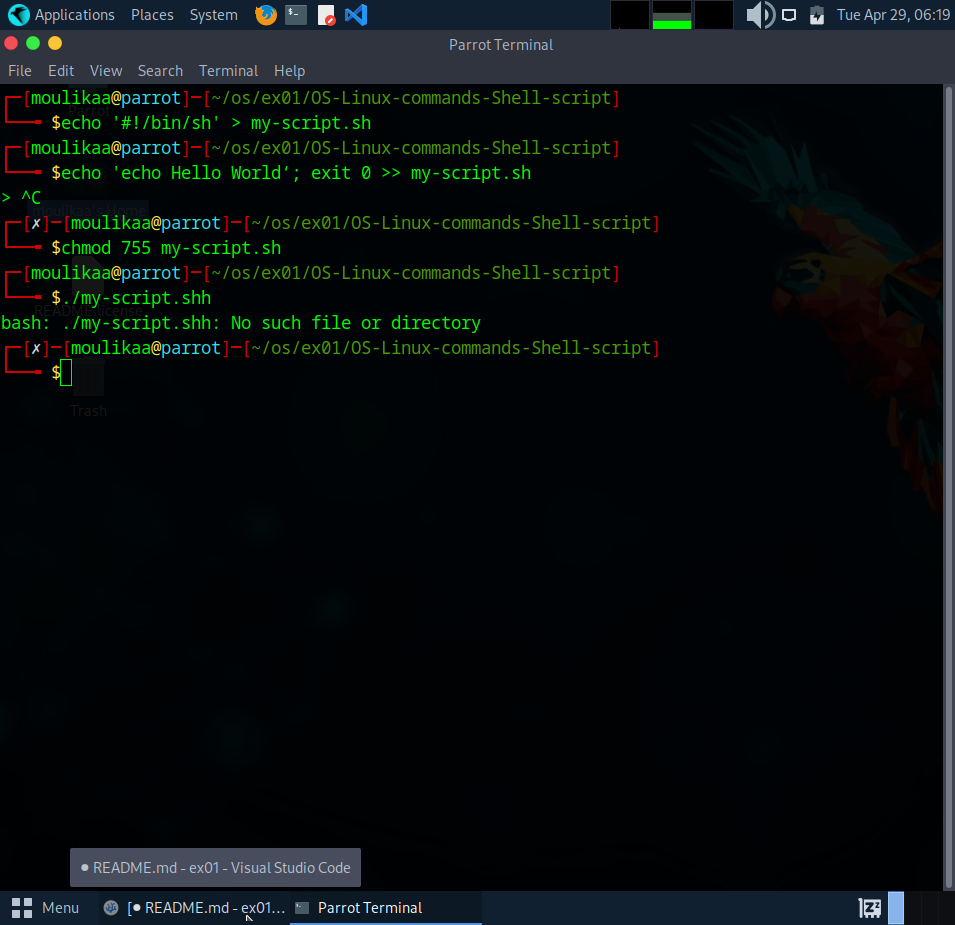 Applications Places System Tue Apr 29, 06:19
Parrot Terminal
File Edit View Search Terminal Help
[moulikaa@parrot]─[~/os/ex01/OS-Linux-commands-Shell-script]
$echo '#!/bin/sh' > my-script.sh
[moulikaa@parrot]─[~/os/ex01/OS-Linux-commands-Shell-script]
$echo 'echo Hello World‘; exit 0 >> my-script.sh
> ^C
[✗]─[moulikaa@parrot]─[~/os/ex01/OS-Linux-commands-Shell-script]
$chmod 755 my-script.sh
[moulikaa@parrot]─[~/os/ex01/OS-Linux-commands-Shell-script]
$./my-script.shh
README.license
bash: ./my-script.shh: No such file or directory
[✗]─[moulikaa@parrot]─[~/os/ex01/OS-Linux-commands-Shell-script]
$
Trash
● README.md - ex01 - Visual Studio Code
Menu [● README.md - ex01... Parrot Terminal